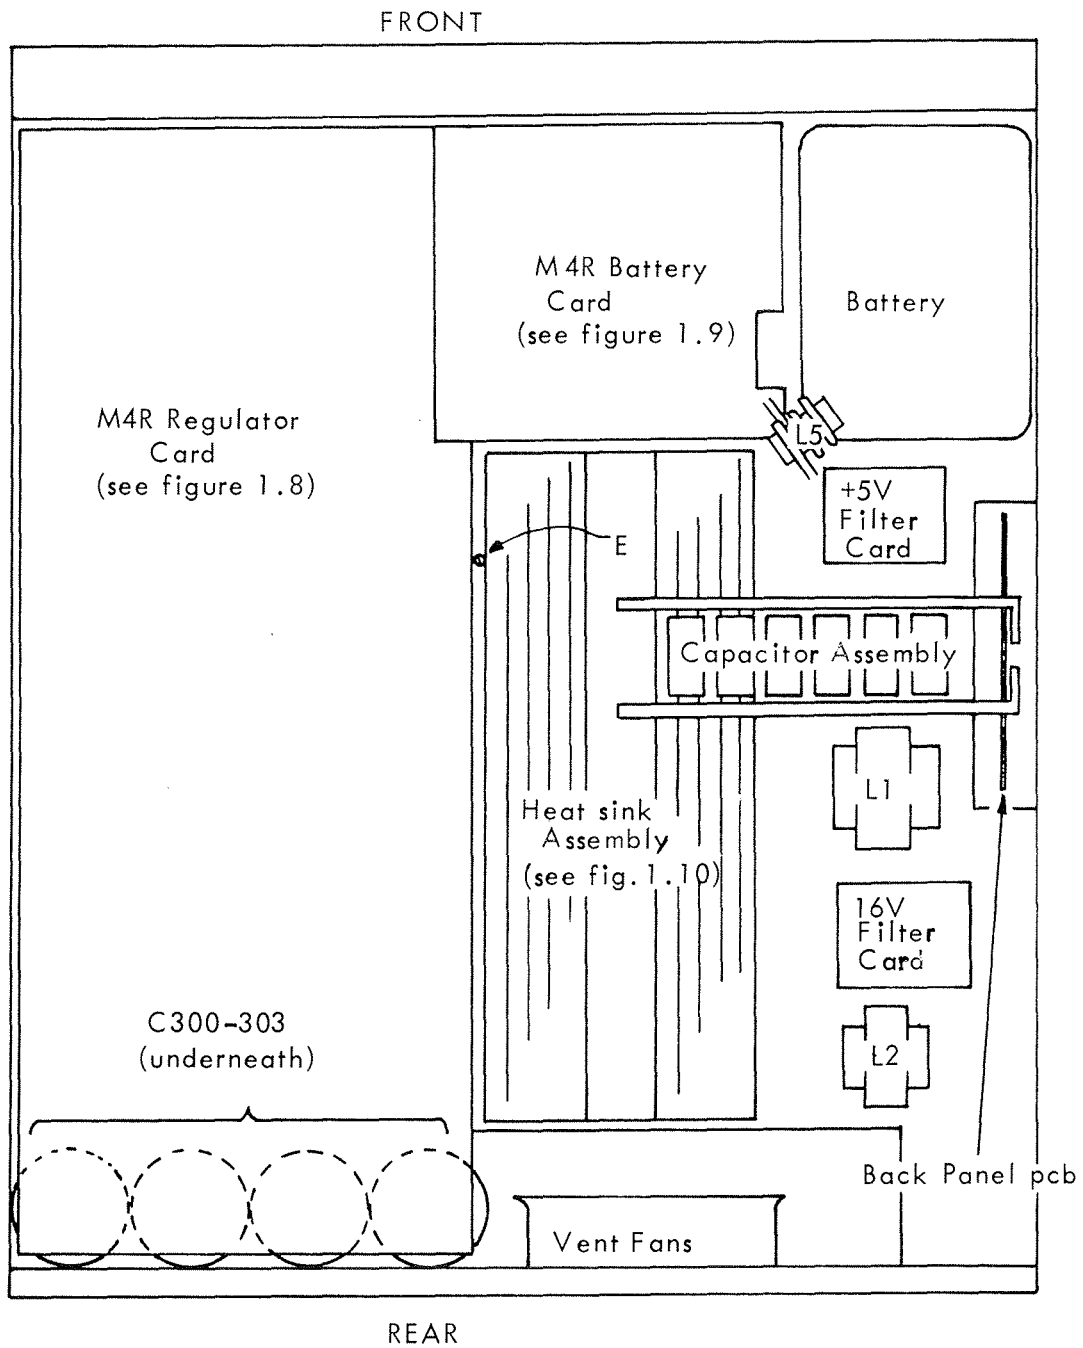 FRONT
M4R Battery
Card
(see figure 1.9)
Battery
M4R Regulator
Card
(see figure 1.8)
L5
+5V
Filter
Card
E
Capacitor Assembly
L1
Heat sink
Assembly
(see fig. 1.10)
16V
Filter
Card
C300-303
(underneath)
L2
Back Panel pcb
Vent Fans
REAR